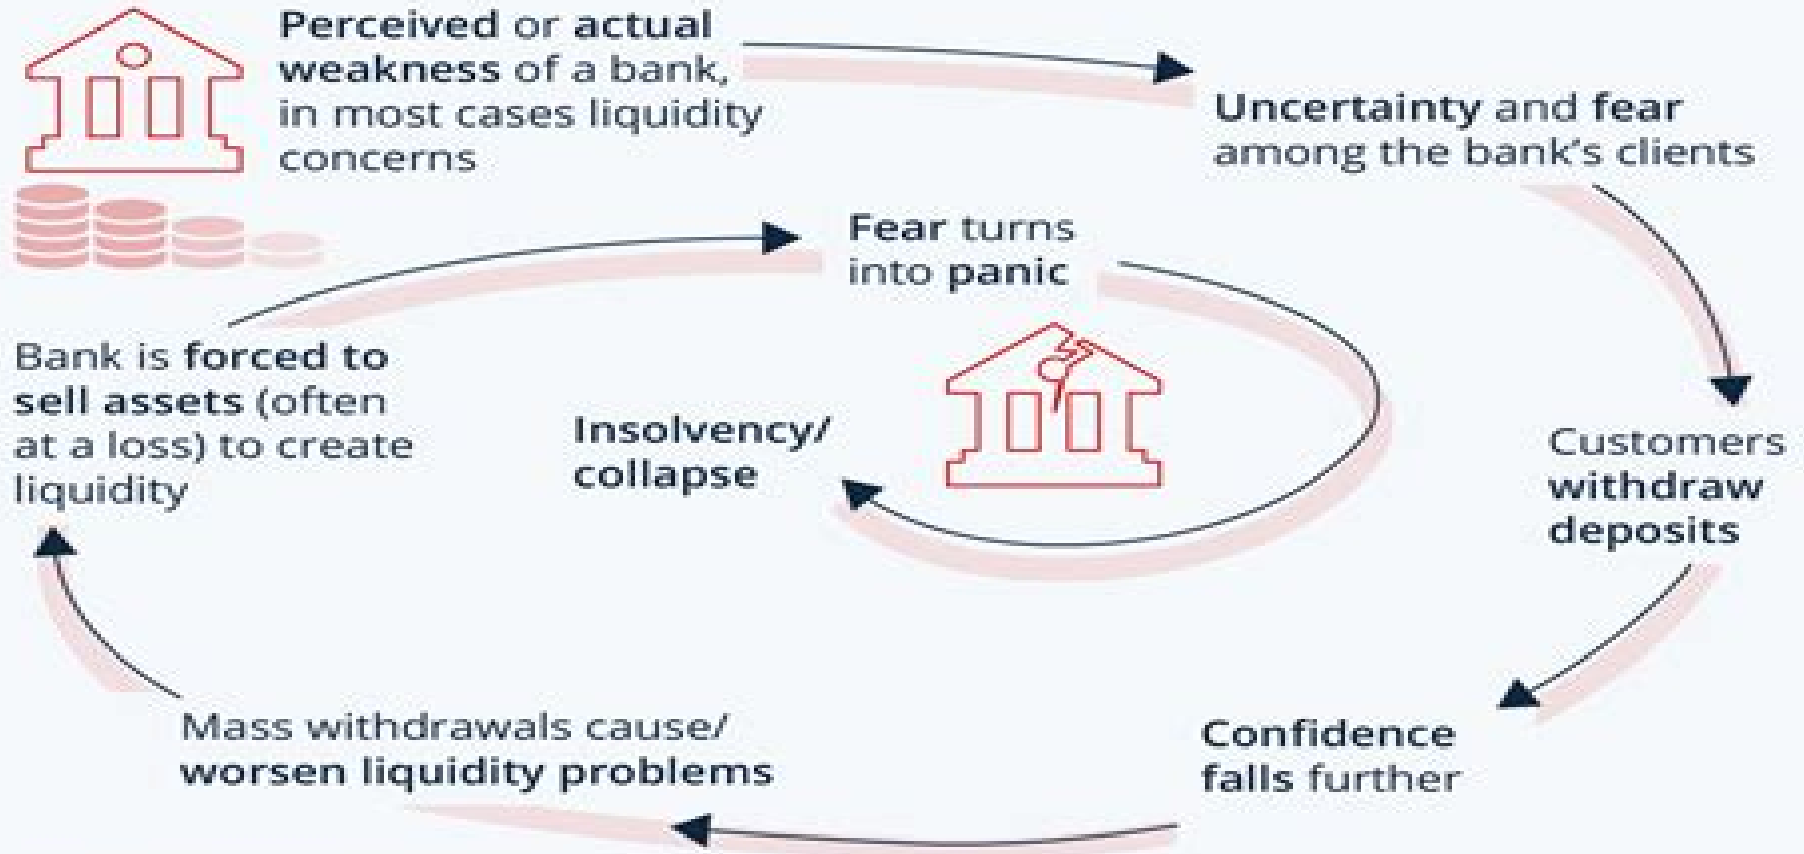 Perceived or actual
weakness of a bank,
in most cases liquidity
concerns
Uncertainty and fear
among the bank’s clients
Customers
withdraw
deposits
Confidence
falls further
Mass withdrawals cause/
worsen liquidity problems
Bank is forced to
sell assets (often
at a loss) to create
liquidity
Fear turns
into panic
Insolvency/
collapse